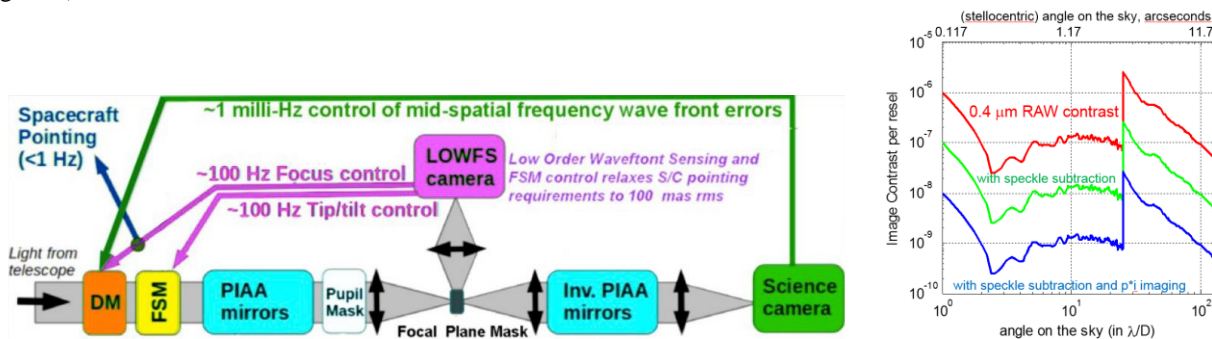 ~1 milli-Hz control of mid-spatial frequency wave front errors
Spacecraft
Pointing
(<1 Hz)
~100 Hz Focus control
~100 Hz Tip/tilt control
LOWFS
camera
Low Order Waveftont Sensing and
FSM control relaxes S/C pointing
requirements to 100 mas rms
Light from
telescope
DM
FSM
PIAA
mirrors
Pupil
Mask
Focal Plane Mask
Inv. PIAA
mirrors
Science
camera
(stellocentric) angle on the sky, arcseconds
0.117 1.17 11.7
10^-5
10^-6
10^-7
10^-8
10^-9
10^-10
Image Contrast per resel
0.4 μm RAW contrast
with speckle subtraction
with speckle subtraction and p*i imaging
10^0 10^1 10^2
angle on the sky (in λ/D)